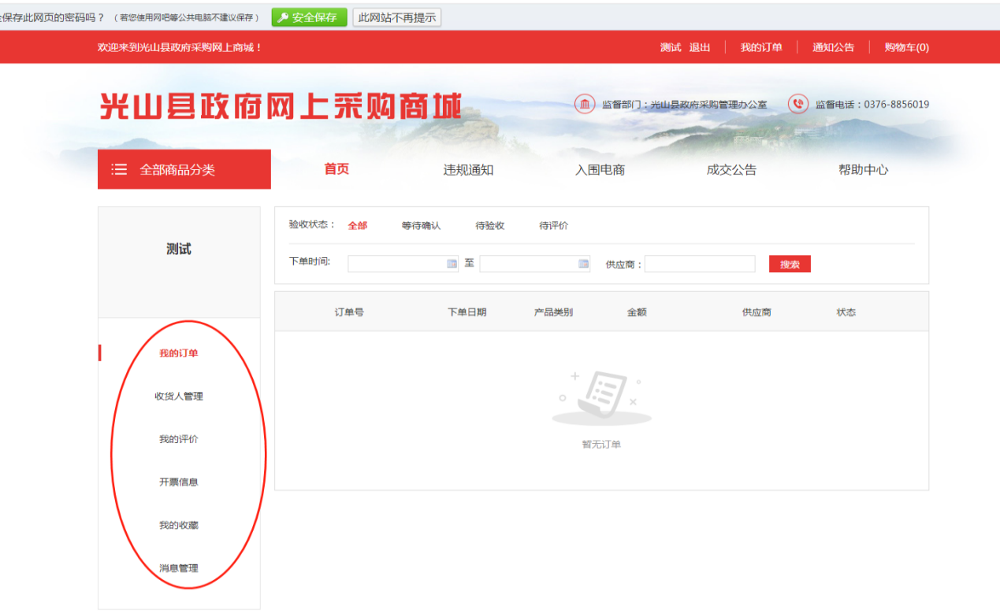 保存此网页的密码吗？ （若您使用网吧等公共电脑不建议保存） 安全保存 此网站不再提示
欢迎来到光山县政府采购网上商城！ 测试 退出 我的订单 通知公告 购物车(0)
光山县政府网上采购商城 监督部门：光山县政府采购管理办公室 监督电话：0376-8856019
全部商品分类 首页 违规通知 入围电商 成交公告 帮助中心
测试
验收状态： 全部 等待确认 待验收 待评价
下单时间: 至 供应商： 搜索
订单号 下单日期 产品类别 金额 供应商 状态
我的订单
收货人管理
我的评价
开票信息
我的收藏
消息管理
暂无订单